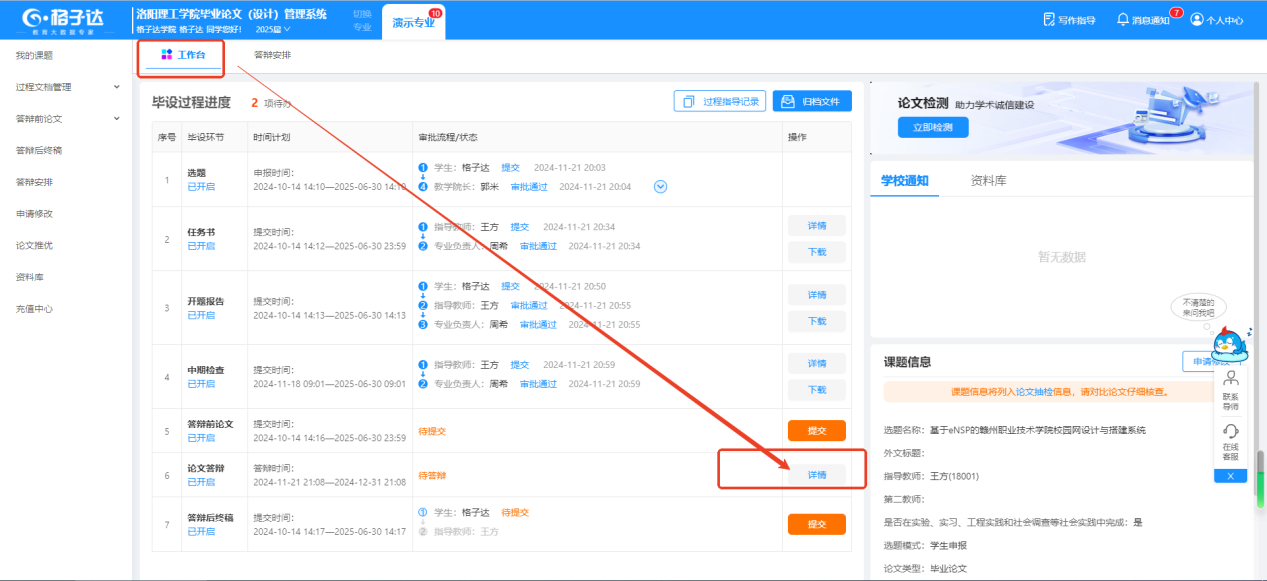 格子达
教育大数据专家
洛阳理工学院毕业论文（设计）管理系统
格子达学院 格子达 同学您好! 2025届
切换专业
演示专业
10
写作指导
消息通知
7
个人中心
我的课题
过程文档管理
答辩前论文
答辩后终稿
答辩安排
申请修改
论文推优
资料库
充值中心
工作台
答辩安排
毕设过程进度
2 项待办
过程指导记录
归档文件
序号 毕设环节 时间计划 审批流程/状态 操作
1
选题
已开启
申报时间:
2024-10-14 14:10—2025-06-30 14:10
1 学生: 格子达 提交 2024-11-21 20:03
4 教学院长: 郭米 审批通过 2024-11-21 20:04
2
任务书
已开启
提交时间:
2024-10-14 14:12—2025-06-30 23:59
1 指导教师: 王方 提交 2024-11-21 20:34
2 专业负责人: 周希 审批通过 2024-11-21 20:34
详情
下载
3
开题报告
已开启
提交时间:
2024-10-14 14:13—2025-06-30 14:13
1 学生: 格子达 提交 2024-11-21 20:50
2 指导教师: 王方 审批通过 2024-11-21 20:55
3 专业负责人: 周希 审批通过 2024-11-21 20:55
详情
下载
4
中期检查
已开启
提交时间:
2024-11-18 09:01—2025-06-30 09:01
1 指导教师: 王方 提交 2024-11-21 20:59
2 专业负责人: 周希 审批通过 2024-11-21 20:59
详情
下载
5
答辩前论文
已开启
提交时间:
2024-10-14 14:16—2025-06-30 23:59
待提交
提交
6
论文答辩
已开启
答辩时间:
2024-11-21 21:08—2024-12-31 21:08
待答辩
详情
7
答辩后终稿
已开启
提交时间:
2024-10-14 14:17—2025-06-30 14:17
1 学生: 格子达 待提交
2 指导教师: 王方
提交
论文检测 助力学术诚信建设
立即检测
学校通知
资料库
暂无数据
不清楚的
来问我吧
课题信息
申请修改
课题信息将列入论文抽检信息，请对比论文仔细核查。
选题名称: 基于eNSP的赣州职业技术学院校园网设计与搭建系统
外文标题:
指导教师: 王方(18001)
第二教师:
是否在实验、实习、工程实践和社会调查等社会实践中完成: 是
选题模式: 学生申报
论文类型: 毕业论文
联系
导师
在线
客服
X